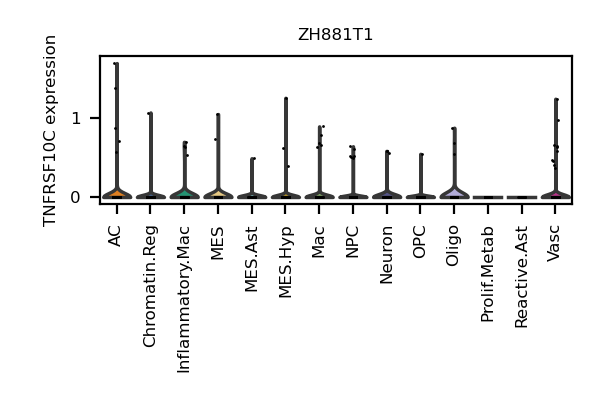 ZH881T1
TNFRSF10C expression
1
0
AC
Chromatin.Reg
Inflammatory.Mac
MES
MES.Ast
MES.Hyp
Mac
NPC
Neuron
OPC
Oligo
Prolif.Metab
Reactive.Ast
Vasc